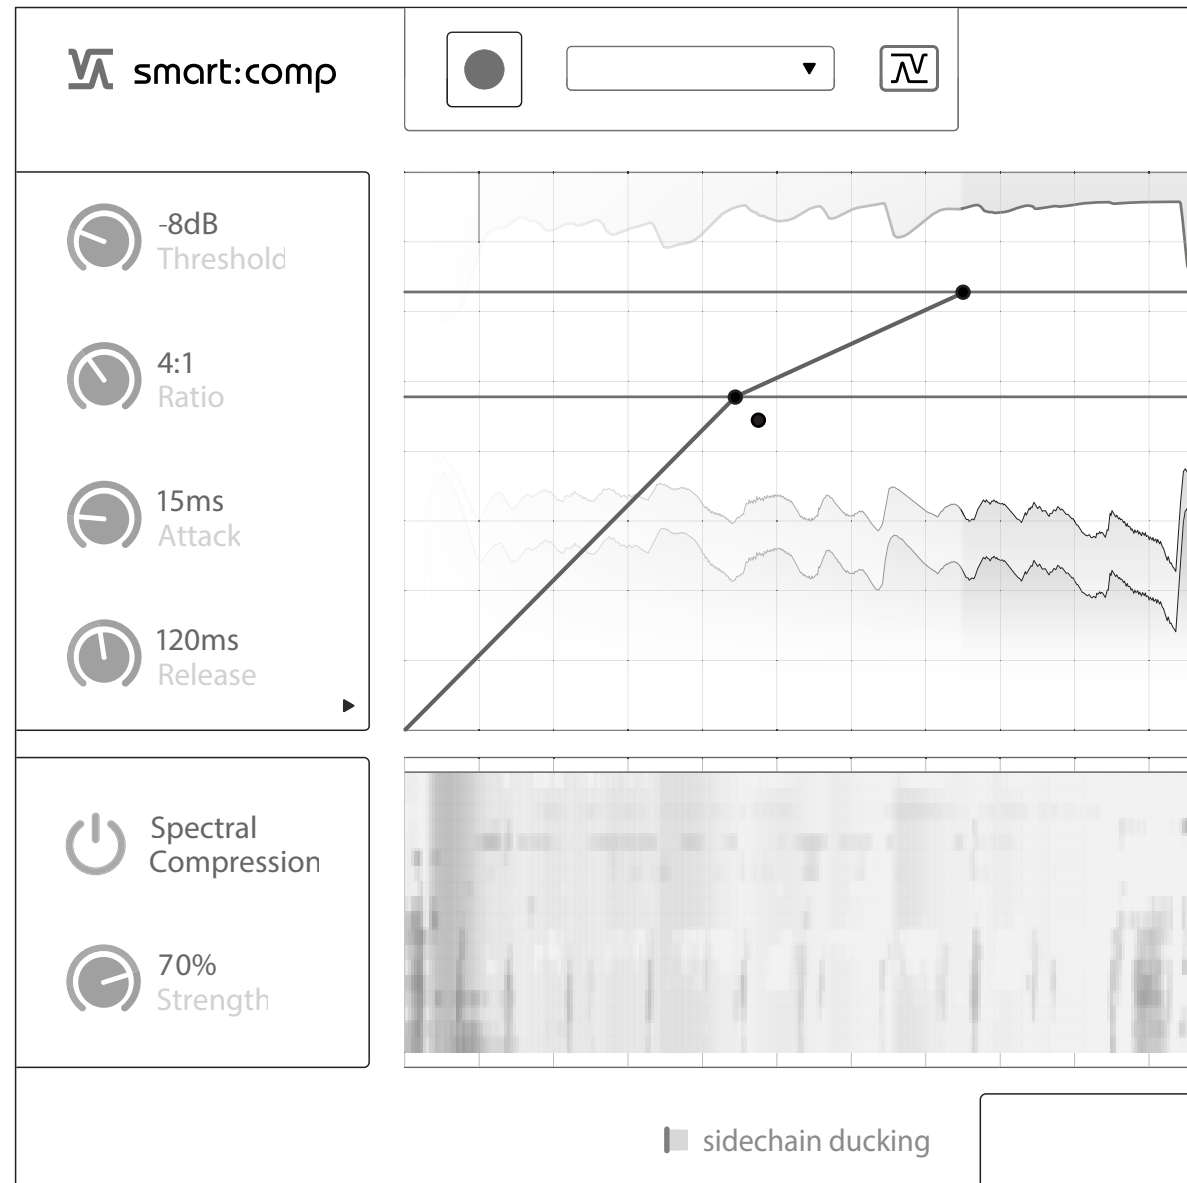 smart:comp
-8dB
Threshold
4:1
Ratio
15ms
Attack
120ms
Release
Spectral
Compression
70%
Strength
sidechain ducking